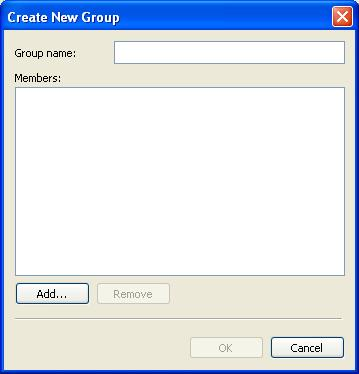 Create New Group
Group name:
Members:
Add... Remove
OK Cancel